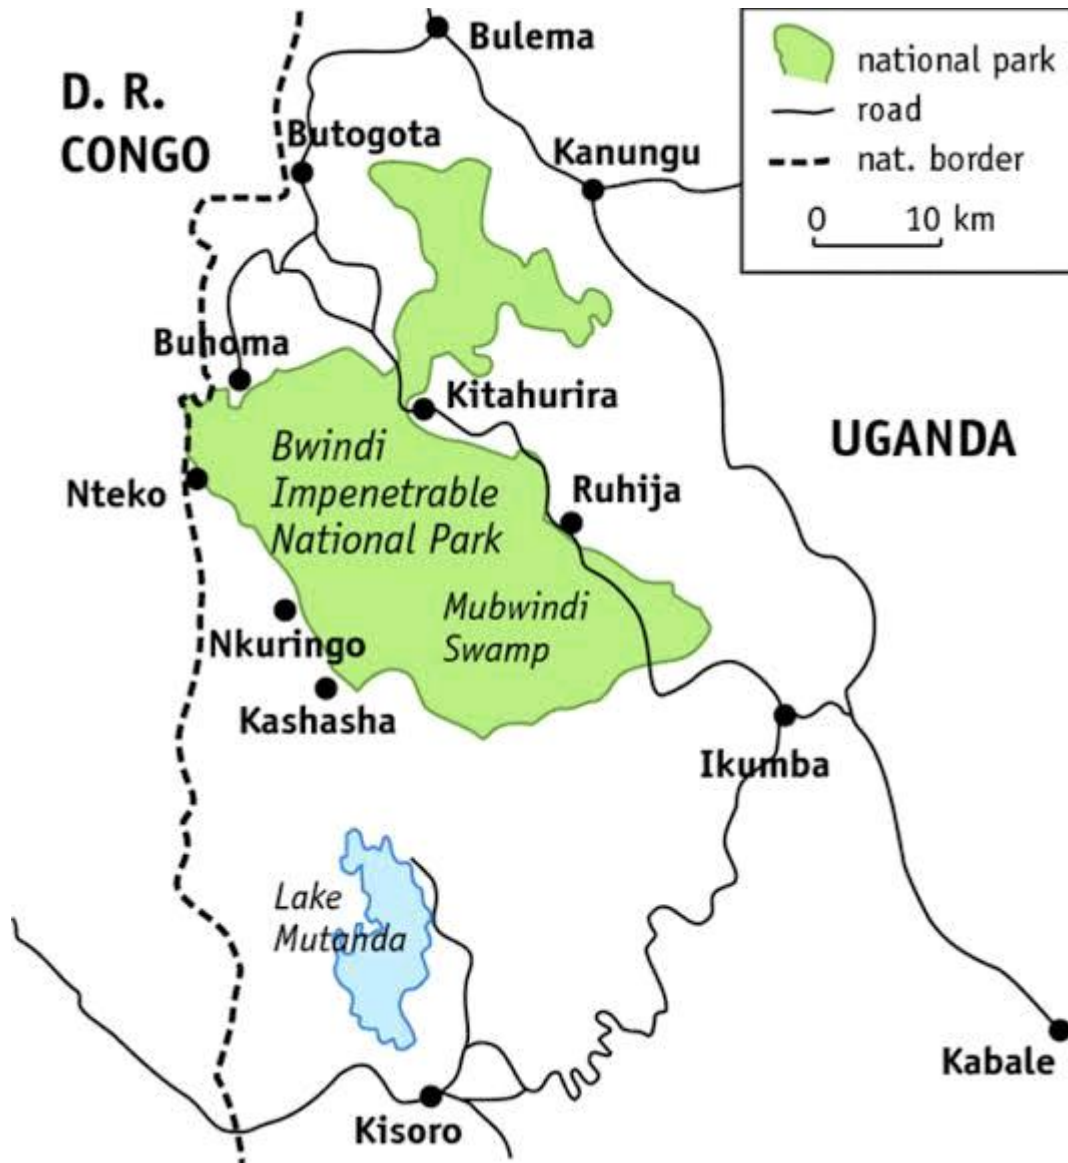 Bulema
D. R.
CONGO
national park
road
nat. border
0 10 km
Butogota
Kanungu
Buhoma
Kitahurira
UGANDA
Bwindi
Impenetrable
National Park
Nteko
Ruhija
Mubwindi
Swamp
Nkuringo
Kashasha
Ikumba
Lake
Mutanda
Kabale
Kisoro